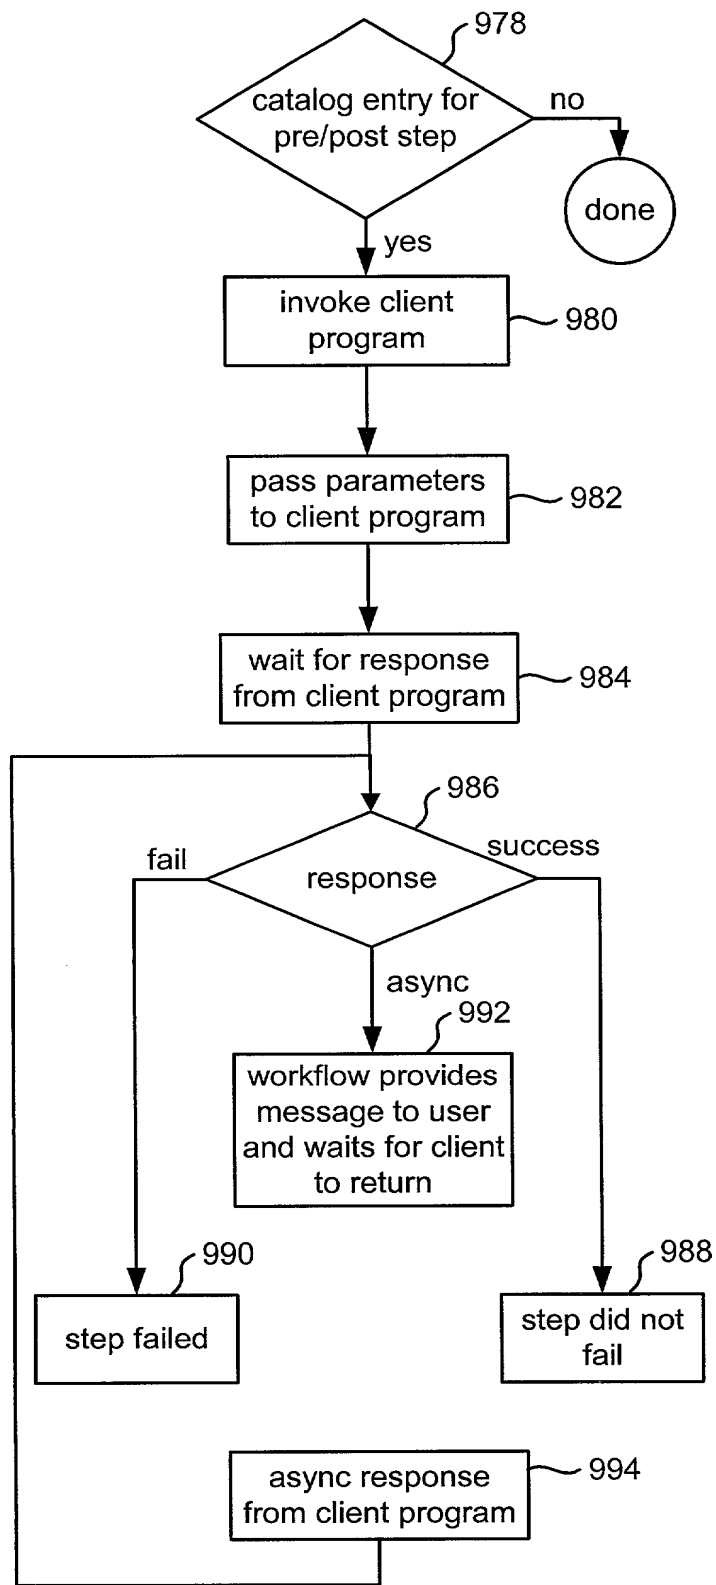 978
catalog entry for
pre/post step
no
done
yes
invoke client
program
980
pass parameters
to client program
982
wait for response
from client program
984
986
fail
success
response
async
992
workflow provides
message to user
and waits for client
to return
990
step failed
988
step did not
fail
async response
from client program
994